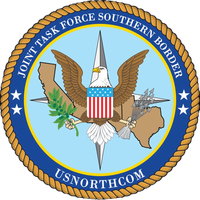 JOINT TASK FORCE SOUTHERN BORDER
USNORTHCOM